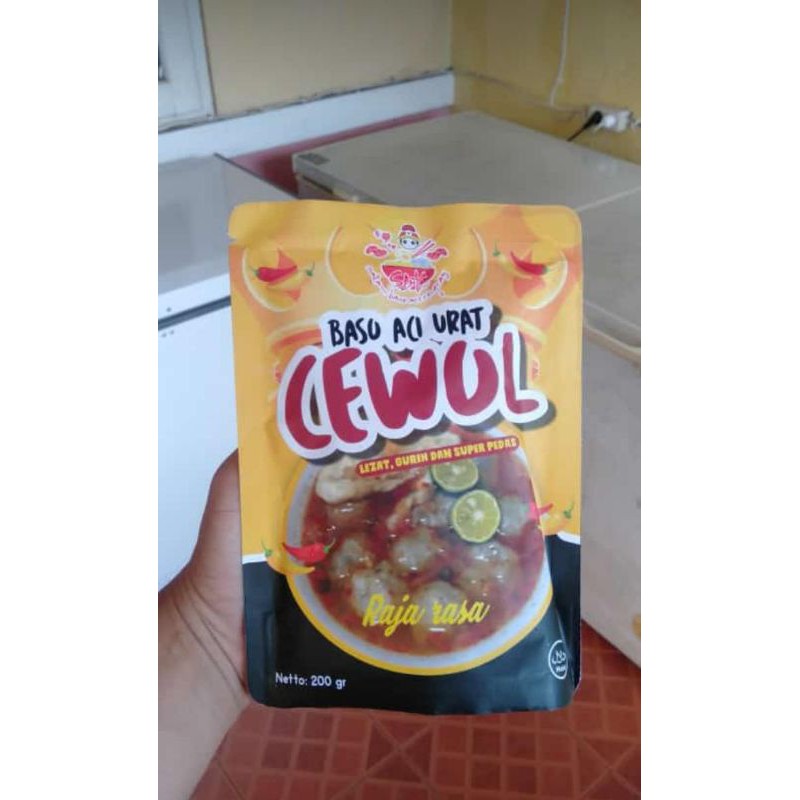 BASO ACI URAT
CEWUL
LEZAT, GURIH DAN SUPER PEDAS
Raja rasa
Netto: 200 gr